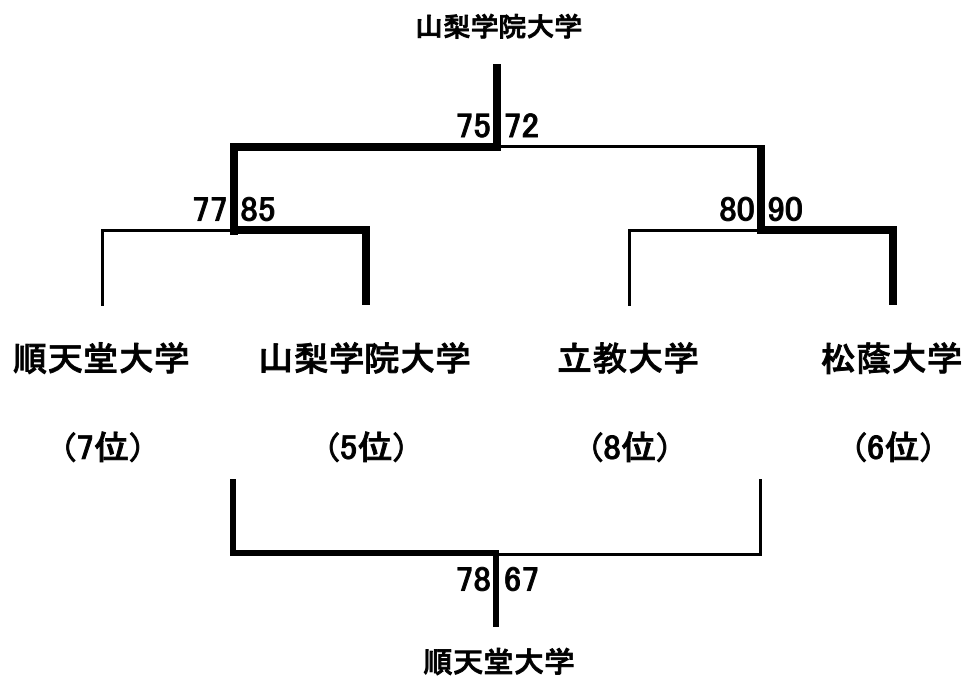 山梨学院大学
75 72
77 85 80 90
順天堂大学 山梨学院大学 立教大学 松蔭大学
(7位) (5位) (8位) (6位)
78 67
順天堂大学